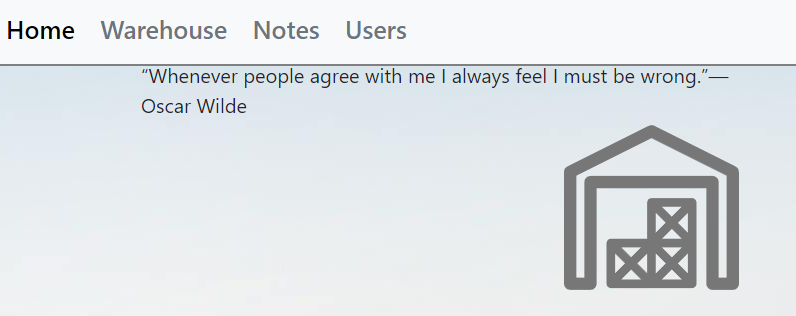 Home Warehouse Notes Users
“Whenever people agree with me I always feel I must be wrong.”—
Oscar Wilde